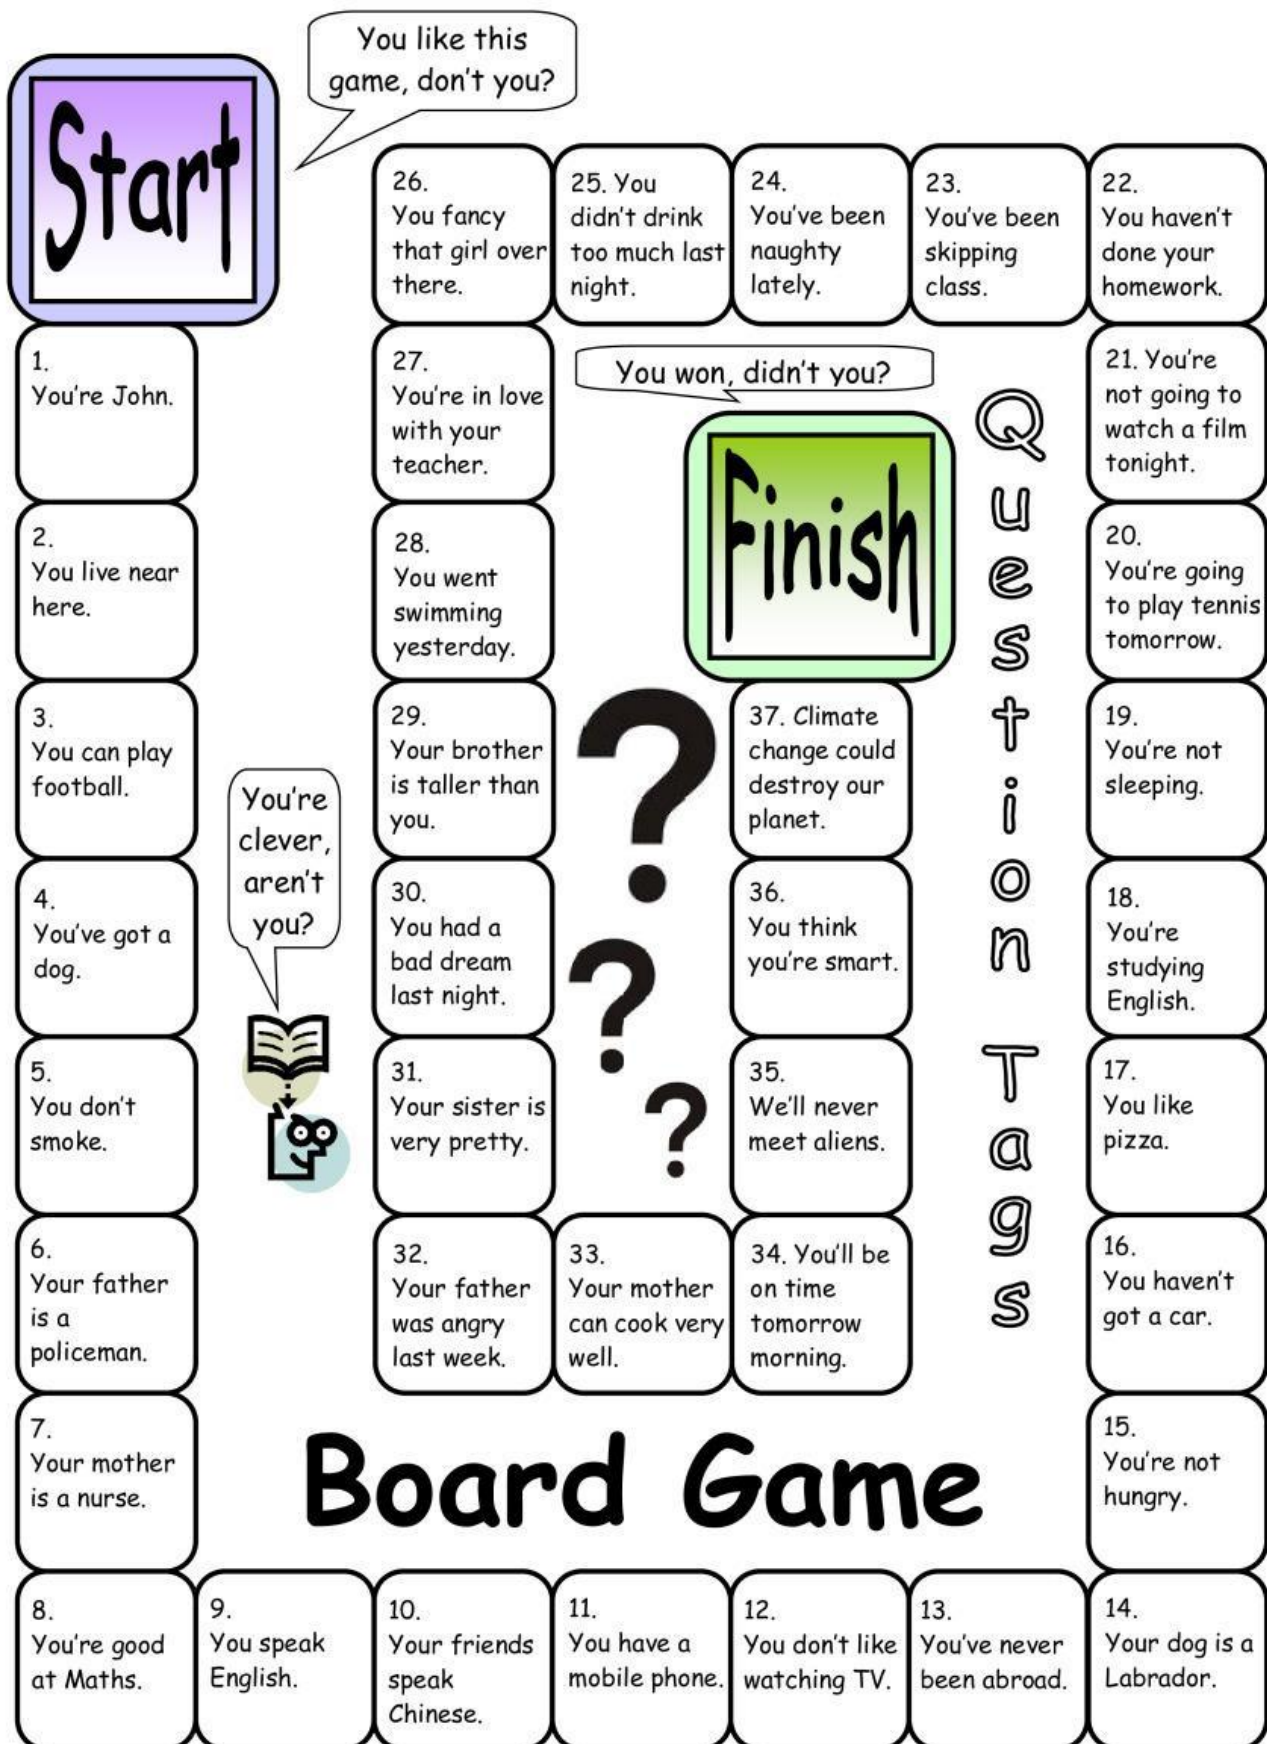 You like this
game, don't you?
Start
1.
You're John.
2.
You live near
here.
3.
You can play
football.
4.
You've got a
dog.
5.
You don't
smoke.
6.
Your father
is a
policeman.
7.
Your mother
is a nurse.
8.
You're good
at Maths.
9.
You speak
English.
10.
Your friends
speak
Chinese.
11.
You have a
mobile phone.
12.
You don't like
watching TV.
13.
You've never
been abroad.
14.
Your dog is a
Labrador.
15.
You're not
hungry.
16.
You haven't
got a car.
17.
You like
pizza.
18.
You're
studying
English.
19.
You're not
sleeping.
20.
You're going
to play tennis
tomorrow.
21. You're
not going to
watch a film
tonight.
22.
You haven't
done your
homework.
23.
You've been
skipping
class.
24.
You've been
naughty
lately.
25. You
didn't drink
too much last
night.
26.
You fancy
that girl over
there.
27.
You're in love
with your
teacher.
28.
You went
swimming
yesterday.
29.
Your brother
is taller than
you.
30.
You had a
bad dream
last night.
31.
Your sister is
very pretty.
32.
Your father
was angry
last week.
33.
Your mother
can cook very
well.
34. You'll be
on time
tomorrow
morning.
35.
We'll never
meet aliens.
36.
You think
you're smart.
37. Climate
change could
destroy our
planet.
Finish
You won, didn't you?
You're
clever,
aren't
you?
?
?
?
Question Tags
Board Game